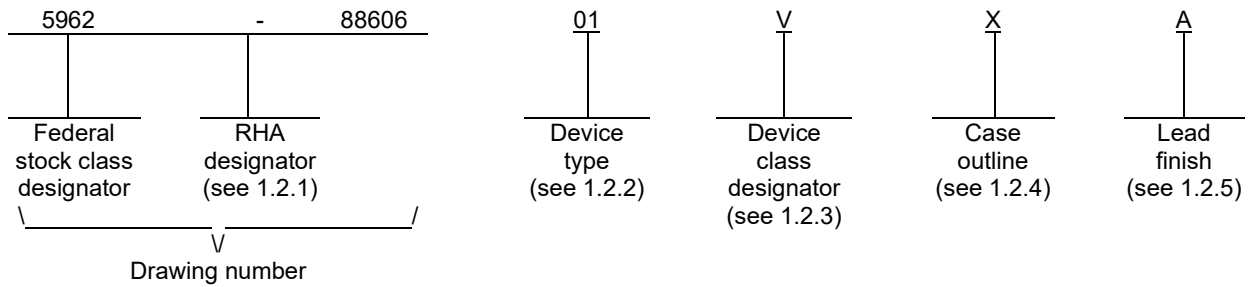 5962 - 88606 01 V X A
Federal stock class designator
RHA designator (see 1.2.1)
Device type (see 1.2.2)
Device class designator (see 1.2.3)
Case outline (see 1.2.4)
Lead finish (see 1.2.5)
Drawing number